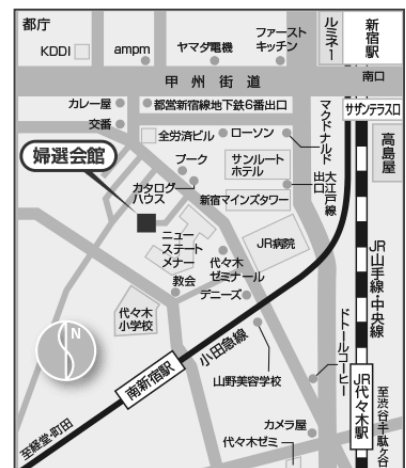 都庁
KDDI
ampm
ヤマダ電機
ファースト
キッチン
ルミネ1
新宿駅
南口
甲州街道
カレー屋
都営新宿線地下鉄6番出口
マクドナルド
サザンテラス口
交番
全労済ビル
ローソン
高島屋
婦選会館
プーク
サンルート
ホテル
大江戸線
出口
カタログ
ハウス
新宿マインズタワー
ニュー
ステート
メナー
JR病院
代々木
ゼミナール
JR山手線・中央線
教会
デニーズ
代々木
小学校
N
小田急線
ドトールコーヒー
南新宿駅
山野美容学校
JR代々木駅
至渋谷・千駄ケ谷
カメラ屋
至経堂・町田
代々木ゼミ